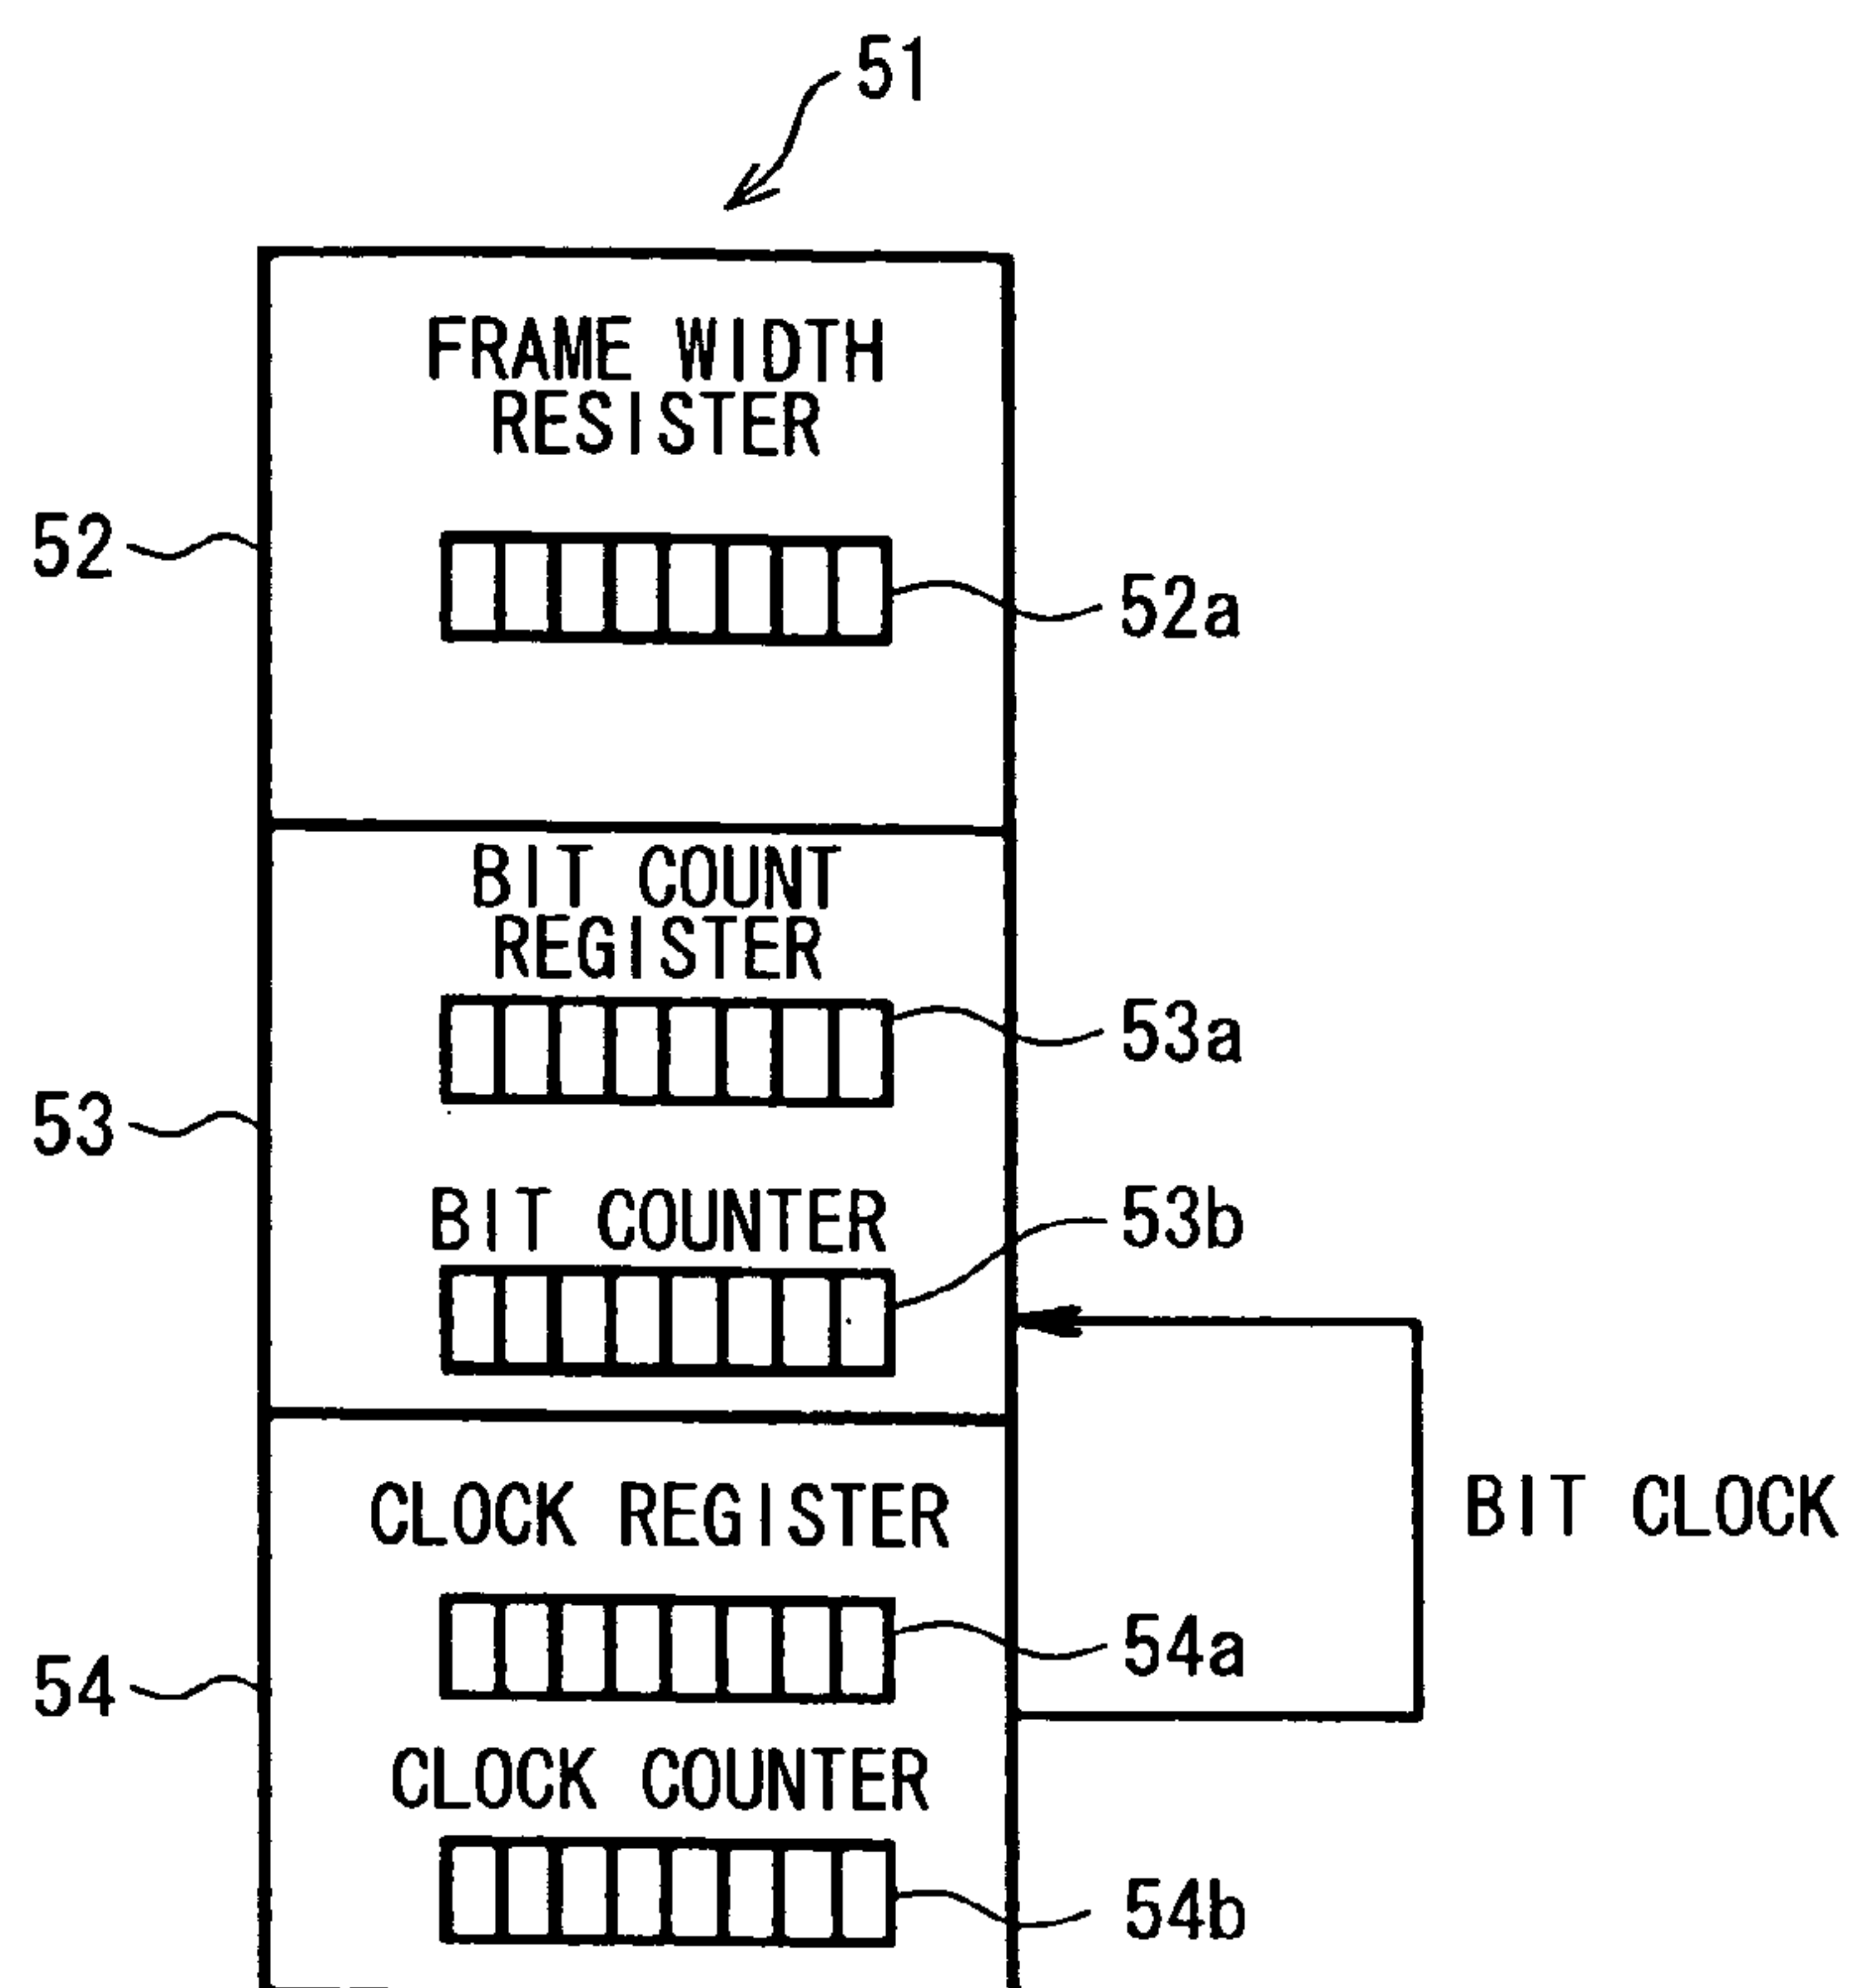 51
FRAME WIDTH
RESISTER
52
52a
BIT COUNT
REGISTER
53a
53
BIT COUNTER
53b
CLOCK REGISTER
BIT CLOCK
54a
54
CLOCK COUNTER
54b